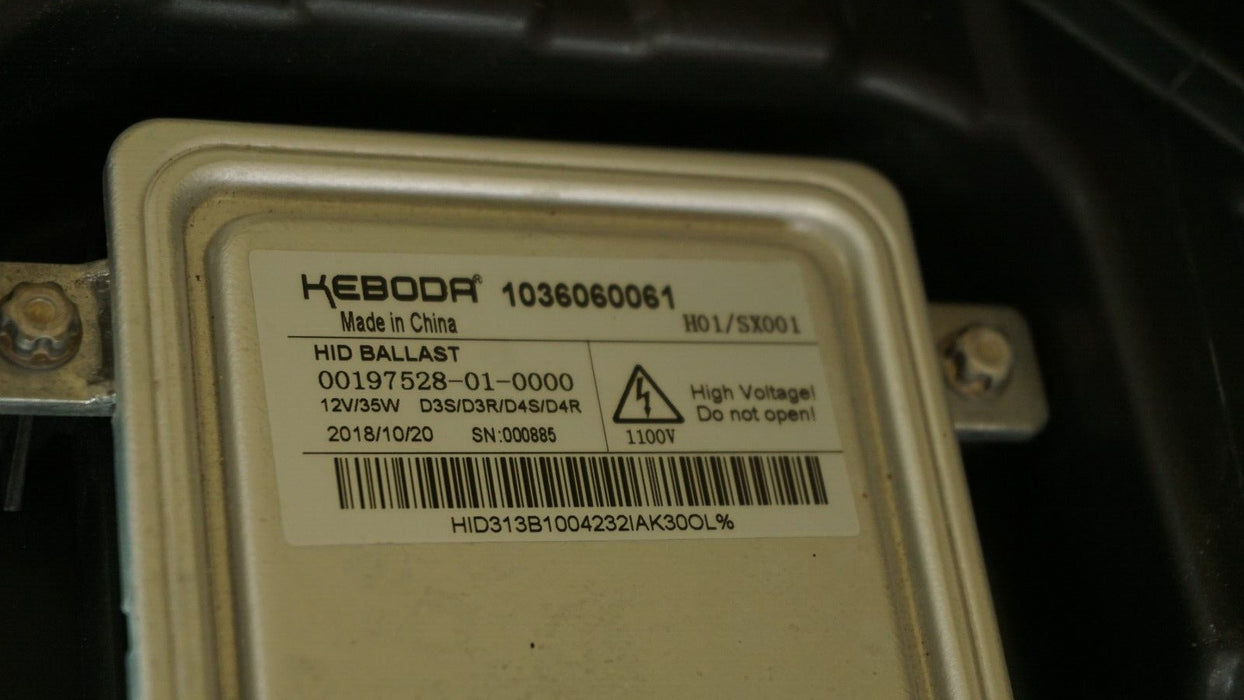 KEBODA® 1036060061
Made in China H01/SX001
HID BALLAST
00197528-01-0000
12V/35W D3S/D3R/D4S/D4R
2018/10/20 SN:000885
High Voltage!
Do not open!
1100V
HID313B1004232IAK30OL%